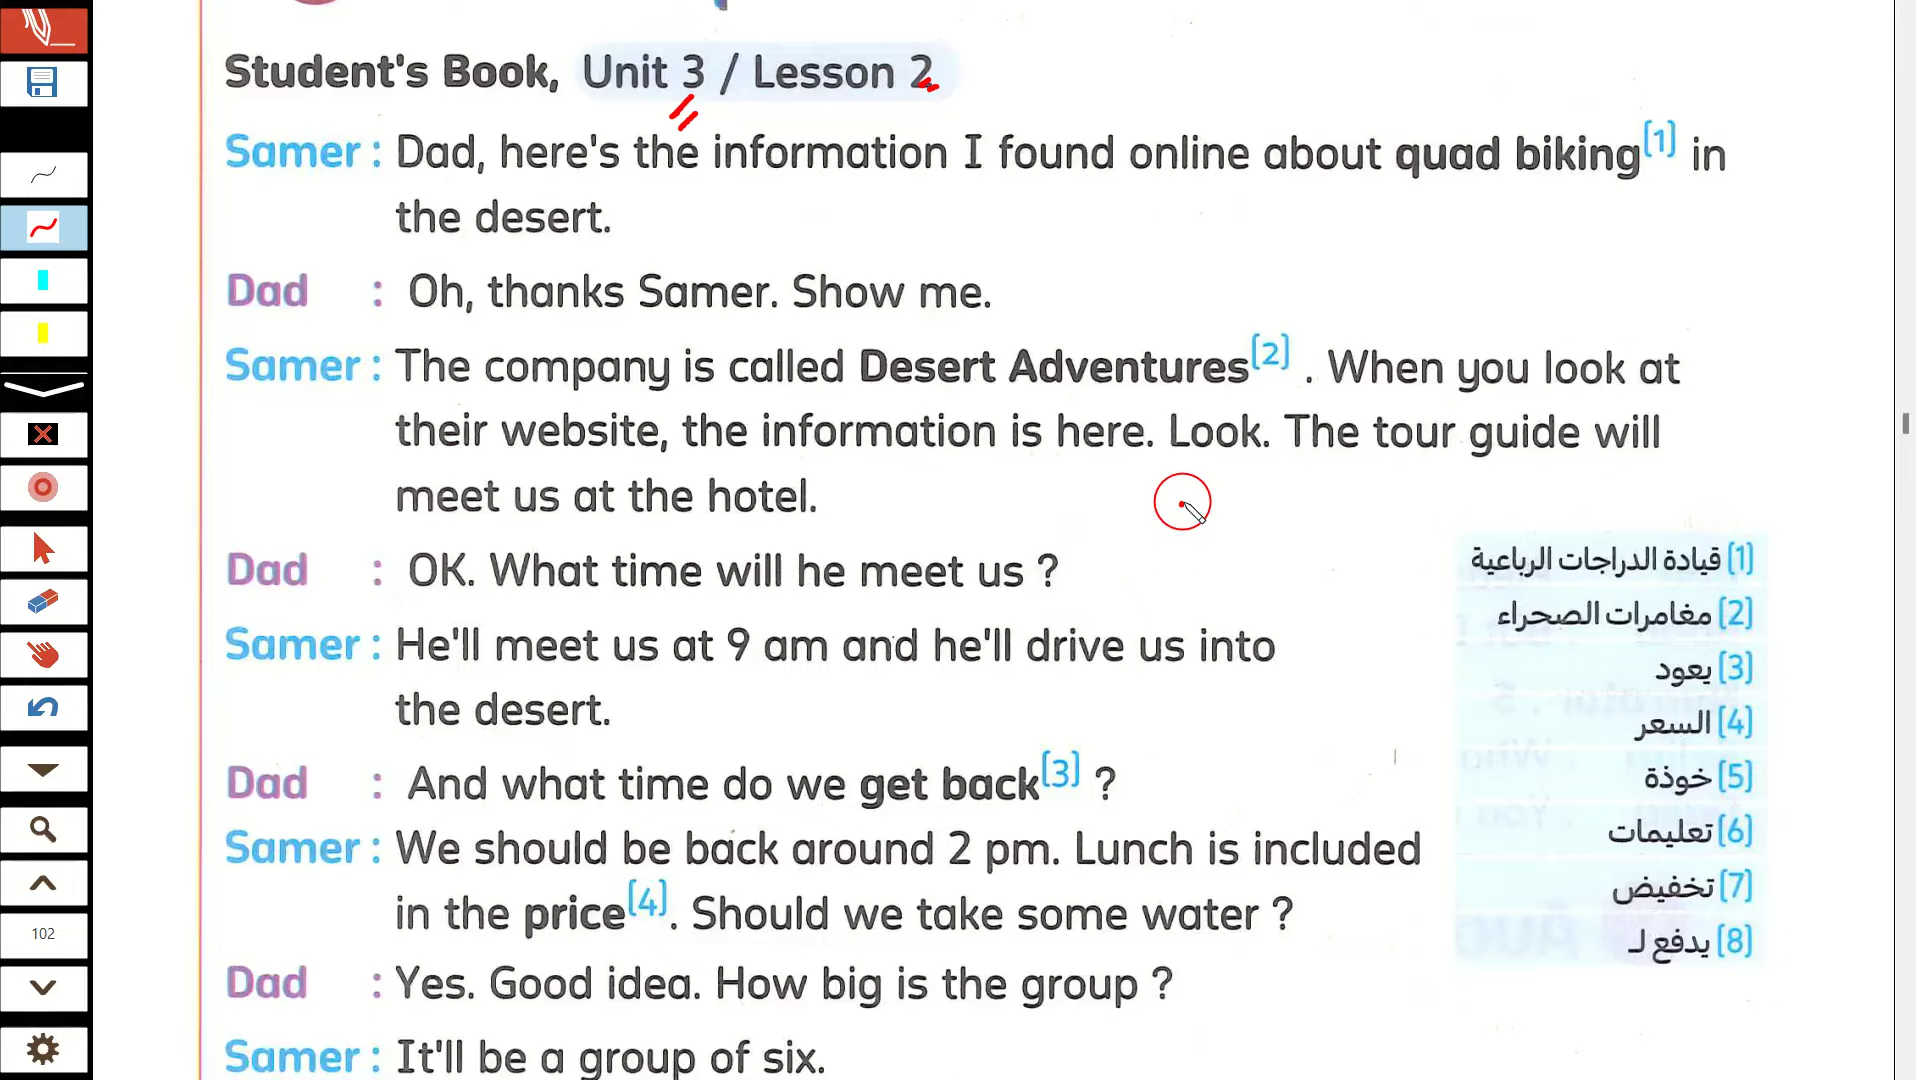 Student's Book, Unit 3 / Lesson 2
Samer : Dad, here's the information I found online about quad biking[1] in
the desert.
Dad : Oh, thanks Samer. Show me.
Samer : The company is called Desert Adventures[2] . When you look at
their website, the information is here. Look. The tour guide will
meet us at the hotel.
Dad : OK. What time will he meet us ?
Samer : He'll meet us at 9 am and he'll drive us into
the desert.
Dad : And what time do we get back[3] ?
Samer : We should be back around 2 pm. Lunch is included
in the price[4]. Should we take some water ?
Dad : Yes. Good idea. How big is the group ?
Samer : It'll be a group of six.
[1] قيادة الدراجات الرباعية
[2] مغامرات الصحراء
[3] يعود
[4] السعر
[5] خوذة
[6] تعليمات
[7] تخفيض
[8] يدفع لـ
102